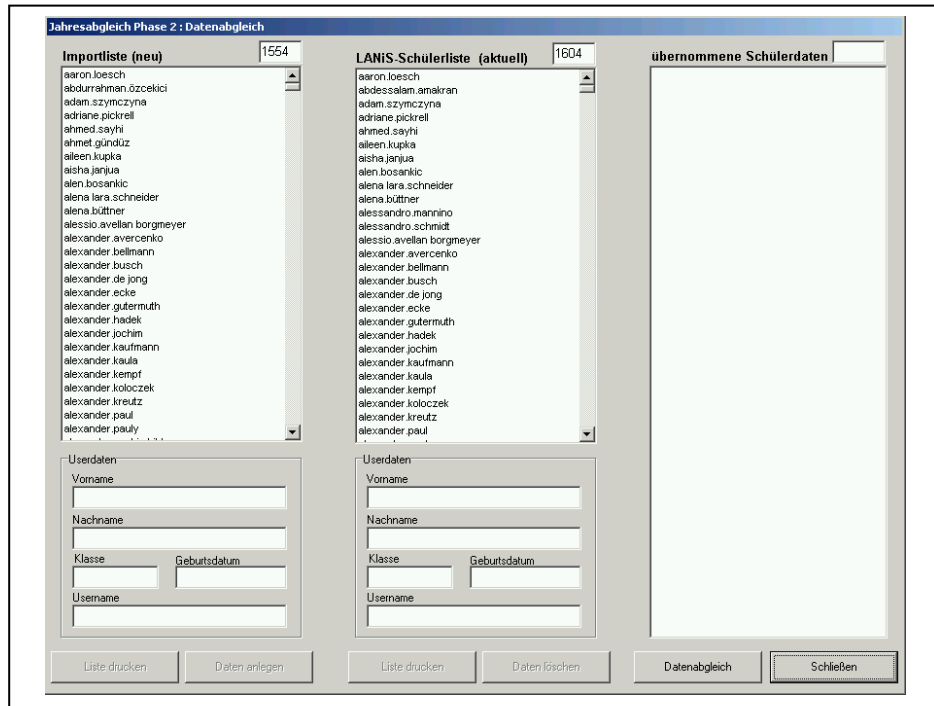 Jahresabgleich Phase 2 : Datenabgleich
Importliste (neu) 1554
aaron.loesch
abdurrahman.özcekici
adam.szymczyna
adriane.pickrell
ahmed.sayhi
ahmet.gündüz
aileen.kupka
aisha.janjua
alen.bosankic
alena lara.schneider
alena.büttner
alessio.avellan borgmeyer
alexander.avercenko
alexander.bellmann
alexander.busch
alexander.de jong
alexander.ecke
alexander.gutermuth
alexander.hadek
alexander.jochim
alexander.kaufmann
alexander.kaula
alexander.kempf
alexander.koloczek
alexander.kreutz
alexander.paul
alexander.pauly
Userdaten
Vorname
Nachname
Klasse Geburtsdatum
Username
Liste drucken Daten anlegen
LANiS-Schülerliste (aktuell) 1604
aaron.loesch
abdessalam.amakran
adam.szymczyna
adriane.pickrell
ahmed.sayhi
aileen.kupka
aisha.janjua
alen.bosankic
alena lara.schneider
alena.büttner
alessandro.mannino
alessandro.schmidt
alessio.avellan borgmeyer
alexander.avercenko
alexander.bellmann
alexander.busch
alexander.de jong
alexander.ecke
alexander.gutermuth
alexander.hadek
alexander.jochim
alexander.kaufmann
alexander.kaula
alexander.kempf
alexander.koloczek
alexander.kreutz
alexander.paul
Userdaten
Vorname
Nachname
Klasse Geburtsdatum
Username
Liste drucken Daten löschen
übernommene Schülerdaten
Datenabgleich Schließen